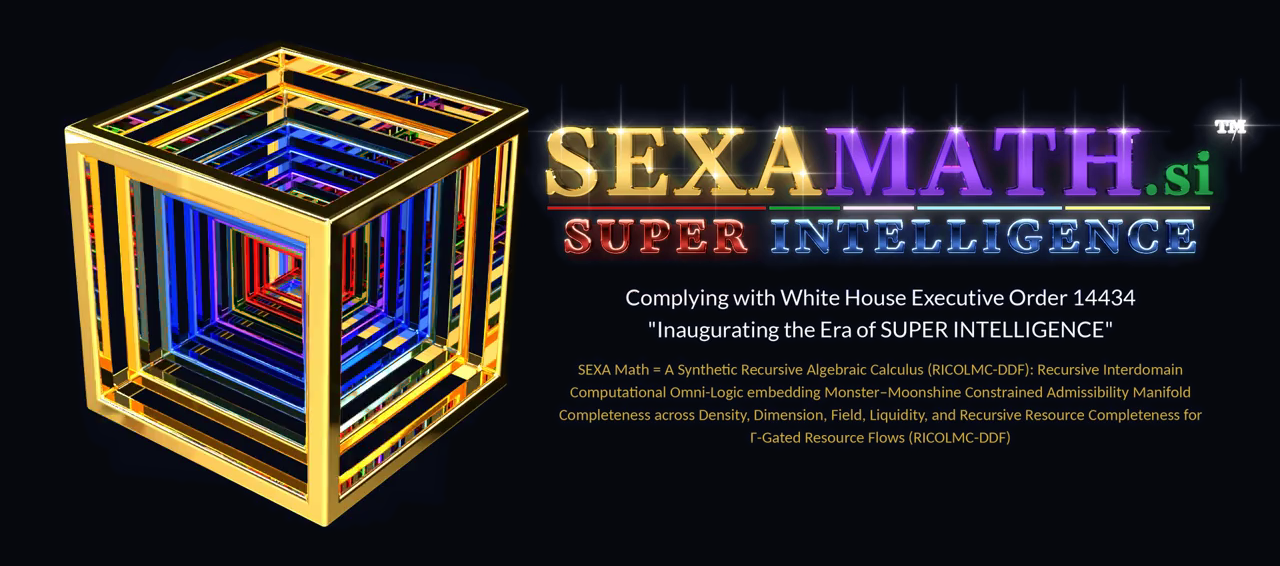 SEXAMATH.si™
SUPER INTELLIGENCE
Complying with White House Executive Order 14434
"Inaugurating the Era of SUPER INTELLIGENCE"
SEXA Math = A Synthetic Recursive Algebraic Calculus (RICOLMC-DDF): Recursive Interdomain
Computational Omni-Logic embedding Monster–Moonshine Constrained Admissibility Manifold
Completeness across Density, Dimension, Field, Liquidity, and Recursive Resource Completeness for
Γ-Gated Resource Flows (RICOLMC-DDF)